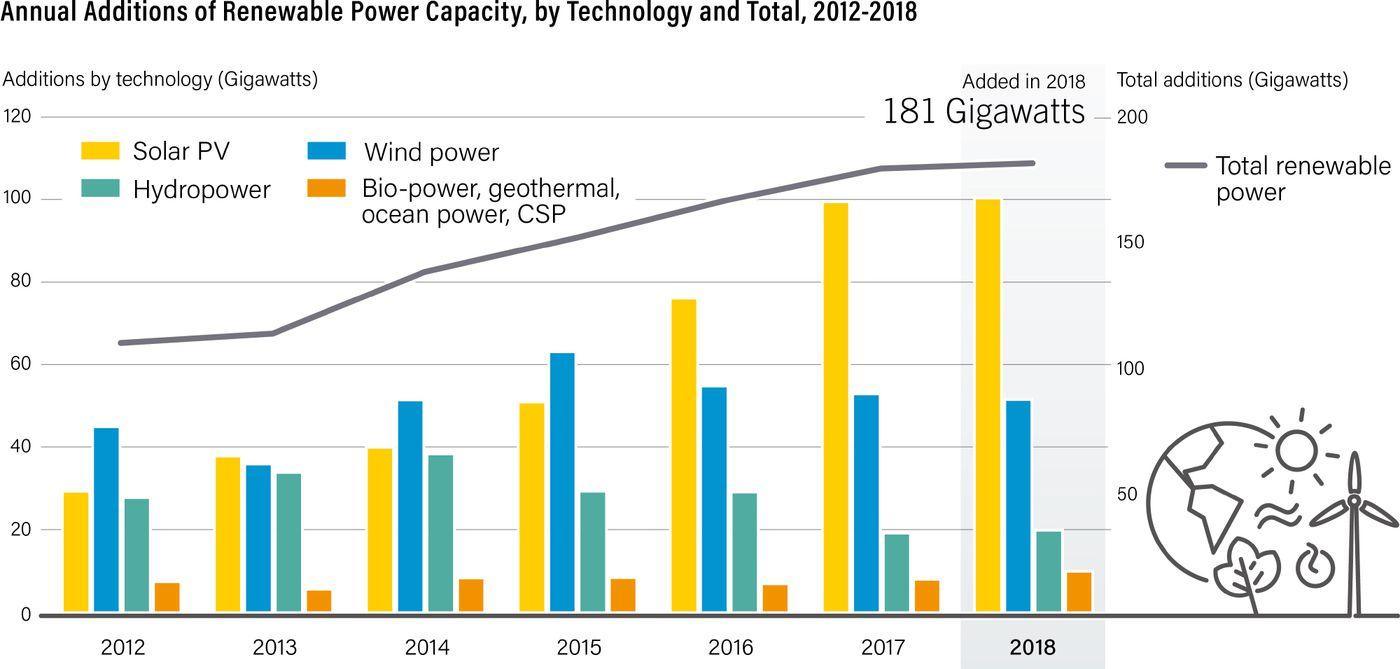 Annual Additions of Renewable Power Capacity, by Technology and Total, 2012-2018
Additions by technology (Gigawatts)
Added in 2018
181 Gigawatts
Total additions (Gigawatts)
120
200
Solar PV
Wind power
Hydropower
Bio-power, geothermal,
ocean power, CSP
Total renewable
power
100
150
80
60
100
40
50
20
0
2012
2013
2014
2015
2016
2017
2018